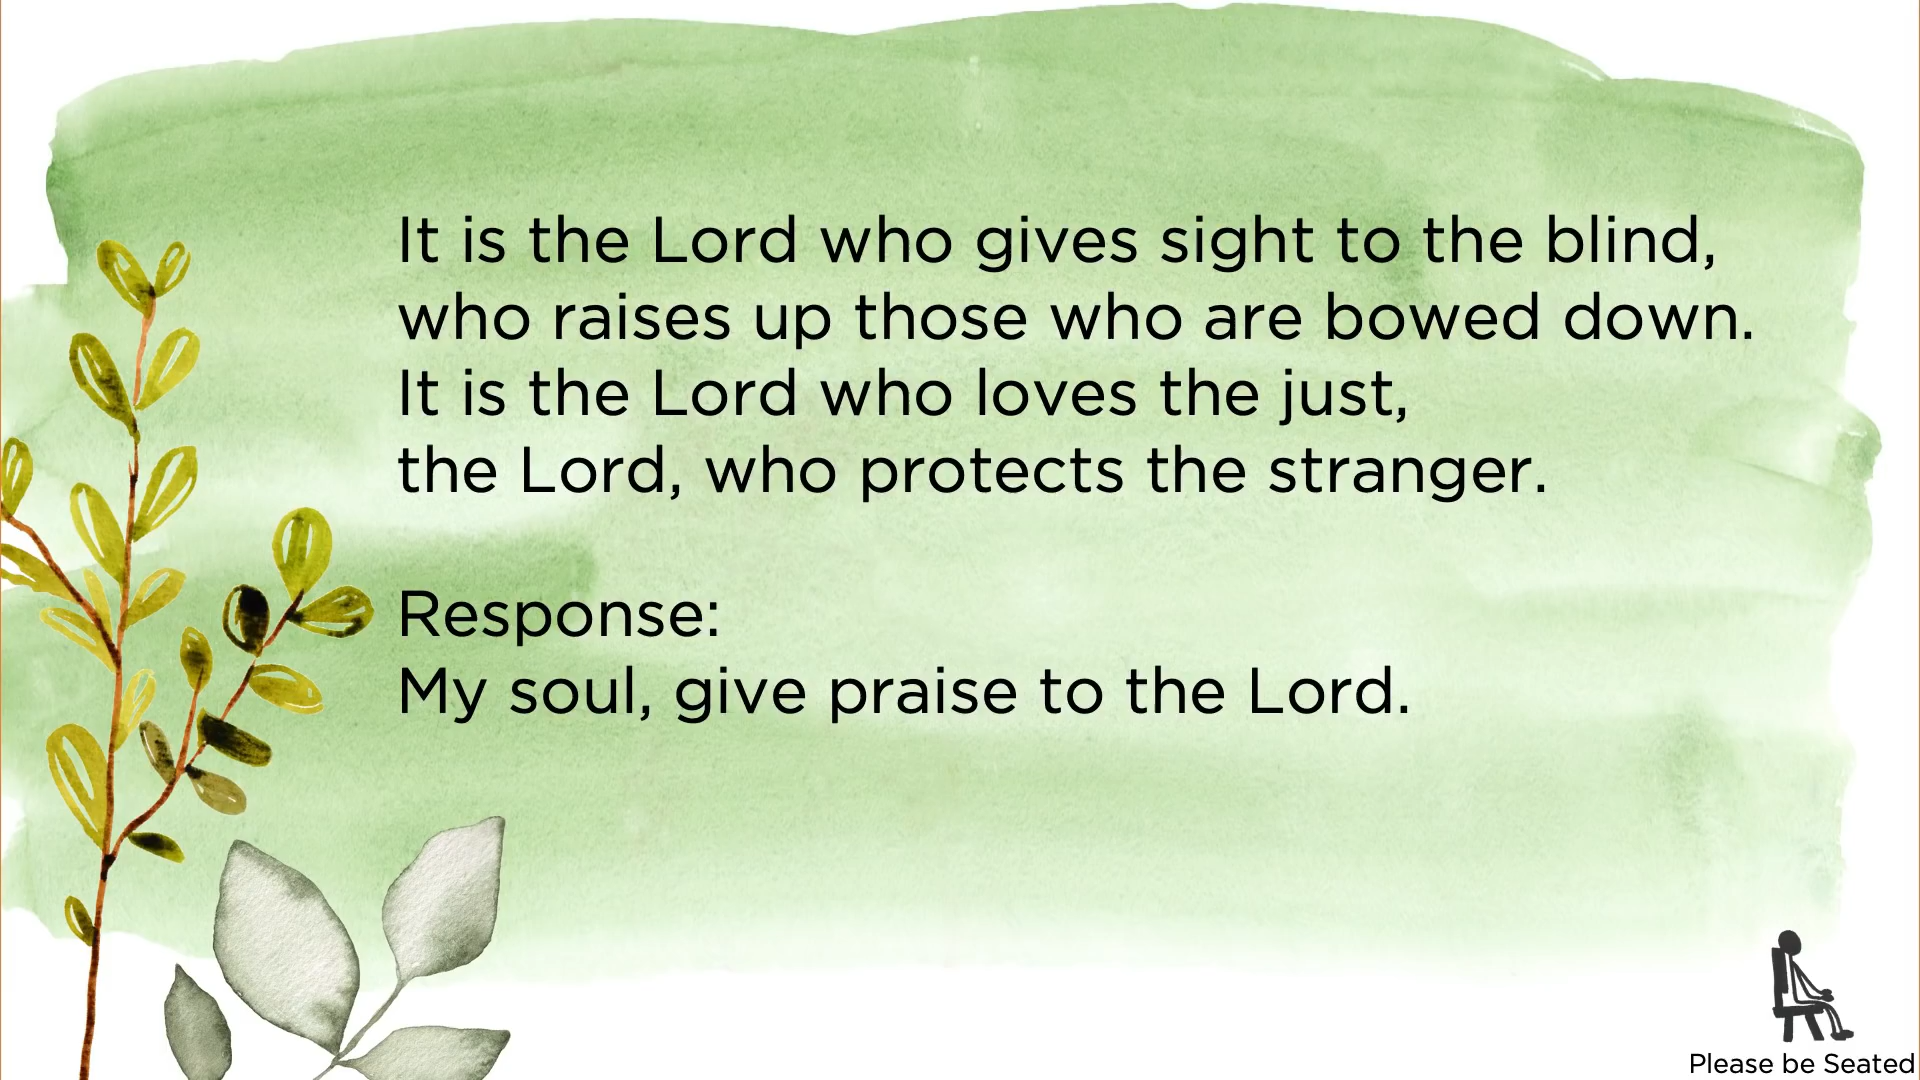 It is the Lord who gives sight to the blind,
who raises up those who are bowed down.
It is the Lord who loves the just,
the Lord, who protects the stranger.
Response:
My soul, give praise to the Lord.
Please be Seated